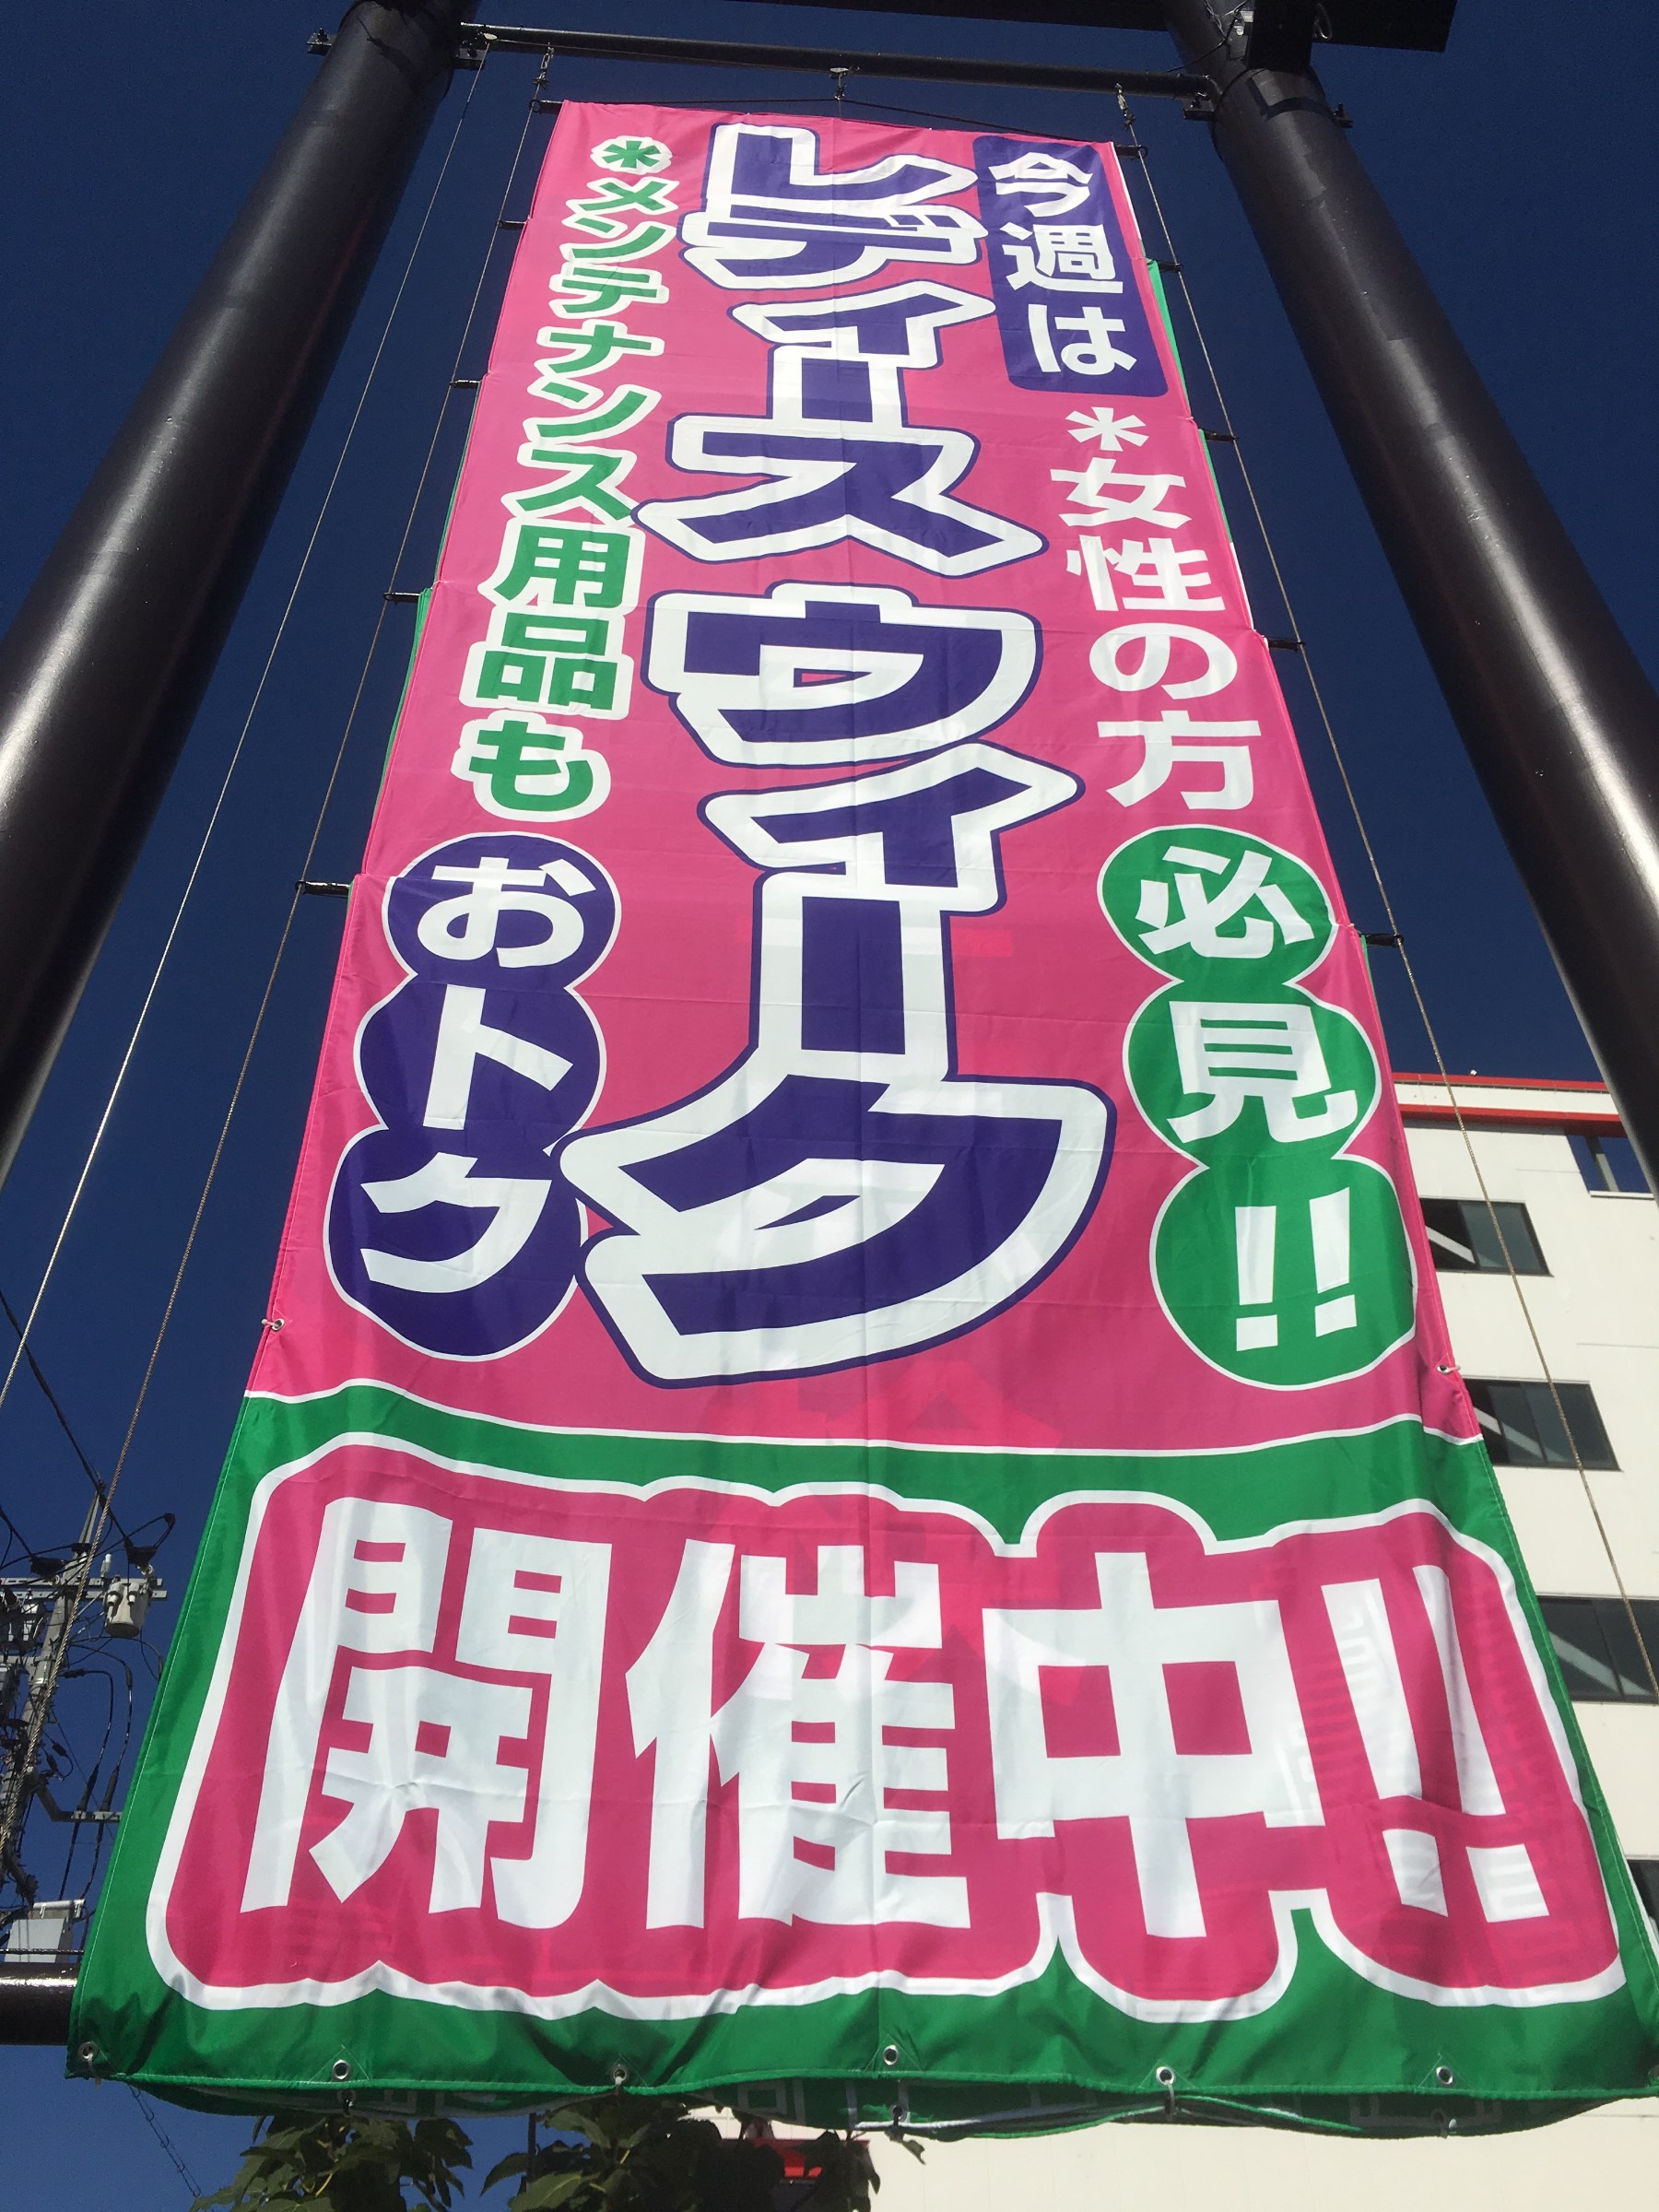 今週は
*女性の方
必見!!
レディースウィーク
*メンテナンス用品も
おトク
開催中!!